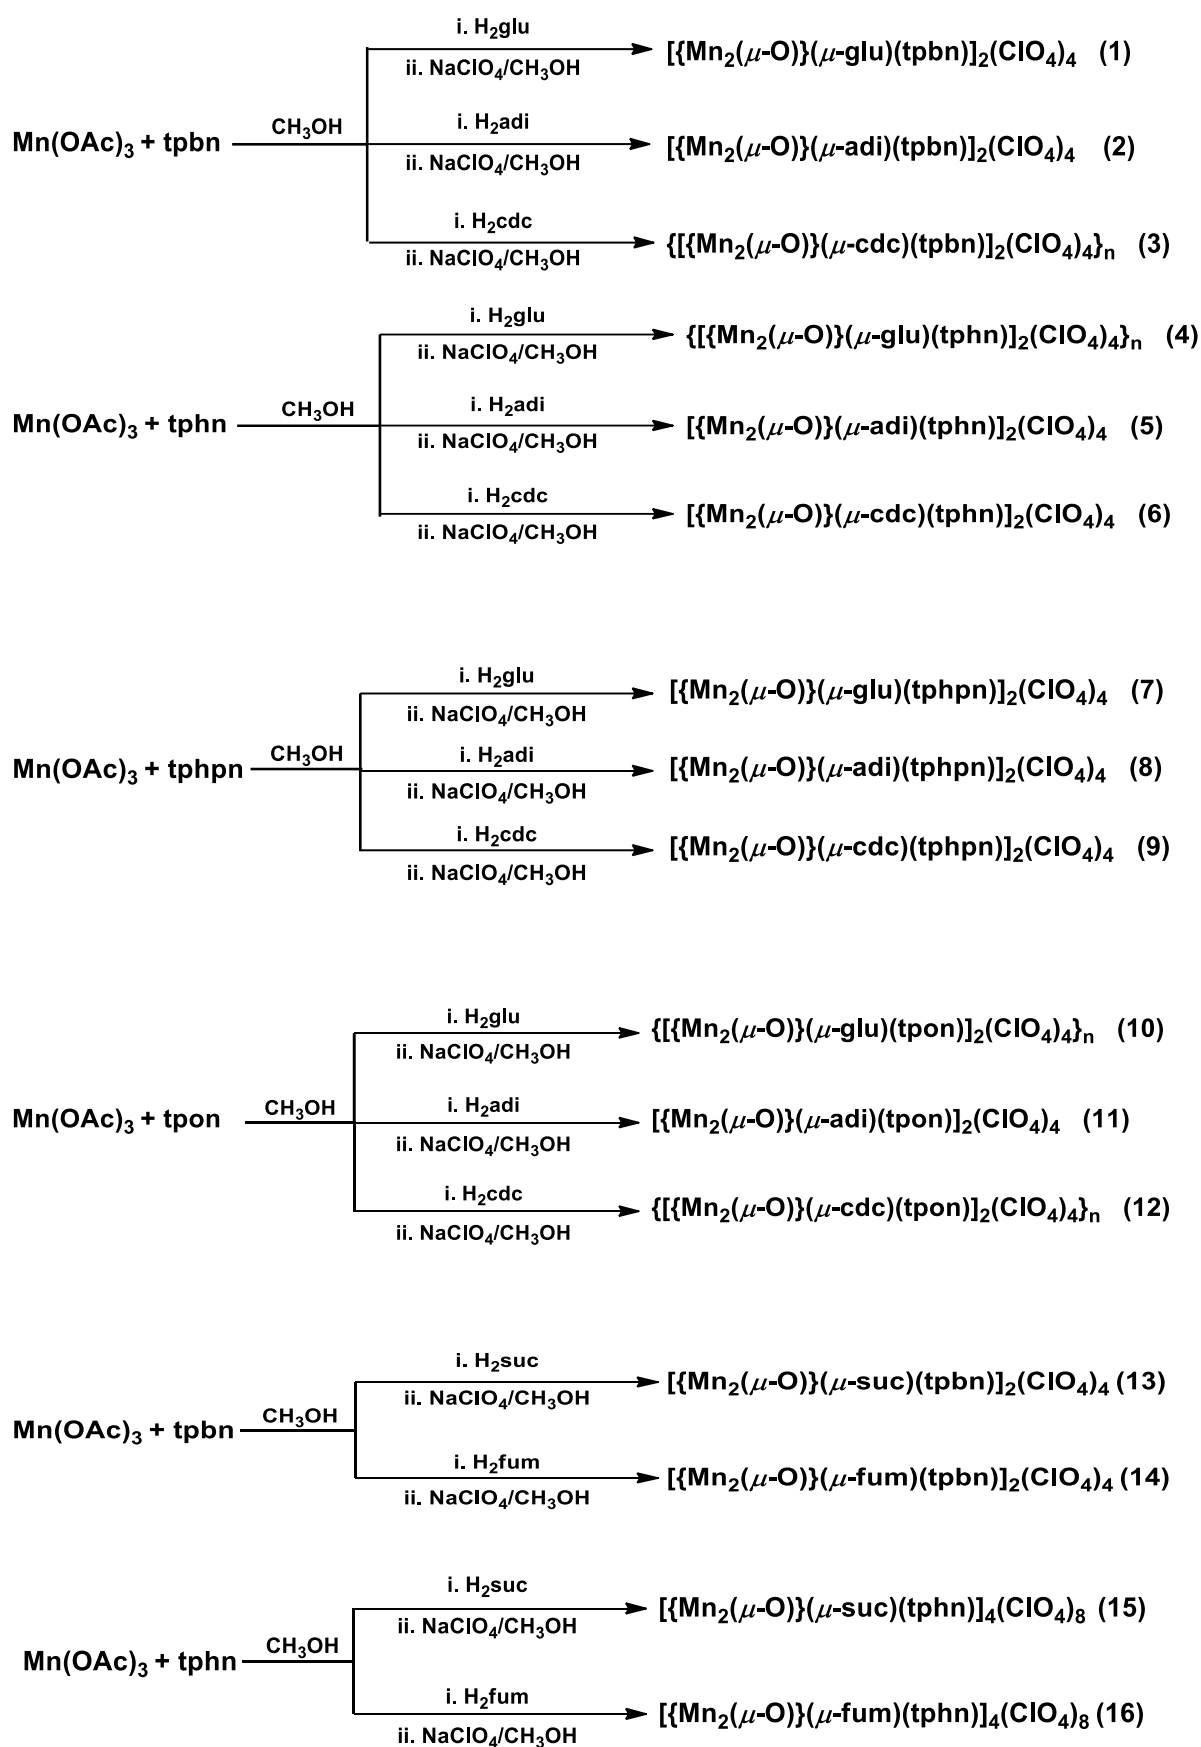 i. H₂glu
[{Mn₂(μ-O)}(μ-glu)(tpbn)]₂(ClO₄)₄ (1)
ii. NaClO₄/CH₃OH
Mn(OAc)₃ + tpbn
CH₃OH
i. H₂adi
[{Mn₂(μ-O)}(μ-adi)(tpbn)]₂(ClO₄)₄ (2)
ii. NaClO₄/CH₃OH
i. H₂cdc
{[{Mn₂(μ-O)}(μ-cdc)(tpbn)]₂(ClO₄)₄}ₙ (3)
ii. NaClO₄/CH₃OH
i. H₂glu
{[{Mn₂(μ-O)}(μ-glu)(tphn)]₂(ClO₄)₄}ₙ (4)
ii. NaClO₄/CH₃OH
Mn(OAc)₃ + tphn
CH₃OH
i. H₂adi
[{Mn₂(μ-O)}(μ-adi)(tphn)]₂(ClO₄)₄ (5)
ii. NaClO₄/CH₃OH
i. H₂cdc
[{Mn₂(μ-O)}(μ-cdc)(tphn)]₂(ClO₄)₄ (6)
ii. NaClO₄/CH₃OH
i. H₂glu
[{Mn₂(μ-O)}(μ-glu)(tphpn)]₂(ClO₄)₄ (7)
ii. NaClO₄/CH₃OH
Mn(OAc)₃ + tphpn
CH₃OH
i. H₂adi
[{Mn₂(μ-O)}(μ-adi)(tphpn)]₂(ClO₄)₄ (8)
ii. NaClO₄/CH₃OH
i. H₂cdc
[{Mn₂(μ-O)}(μ-cdc)(tphpn)]₂(ClO₄)₄ (9)
ii. NaClO₄/CH₃OH
i. H₂glu
{[{Mn₂(μ-O)}(μ-glu)(tpon)]₂(ClO₄)₄}ₙ (10)
ii. NaClO₄/CH₃OH
Mn(OAc)₃ + tpon
CH₃OH
i. H₂adi
[{Mn₂(μ-O)}(μ-adi)(tpon)]₂(ClO₄)₄ (11)
ii. NaClO₄/CH₃OH
i. H₂cdc
{[{Mn₂(μ-O)}(μ-cdc)(tpon)]₂(ClO₄)₄}ₙ (12)
ii. NaClO₄/CH₃OH
i. H₂suc
[{Mn₂(μ-O)}(μ-suc)(tpbn)]₂(ClO₄)₄ (13)
ii. NaClO₄/CH₃OH
Mn(OAc)₃ + tpbn
CH₃OH
i. H₂fum
[{Mn₂(μ-O)}(μ-fum)(tpbn)]₂(ClO₄)₄ (14)
ii. NaClO₄/CH₃OH
i. H₂suc
[{Mn₂(μ-O)}(μ-suc)(tphn)]₄(ClO₄)₈ (15)
ii. NaClO₄/CH₃OH
Mn(OAc)₃ + tphn
CH₃OH
i. H₂fum
[{Mn₂(μ-O)}(μ-fum)(tphn)]₄(ClO₄)₈ (16)
ii. NaClO₄/CH₃OH